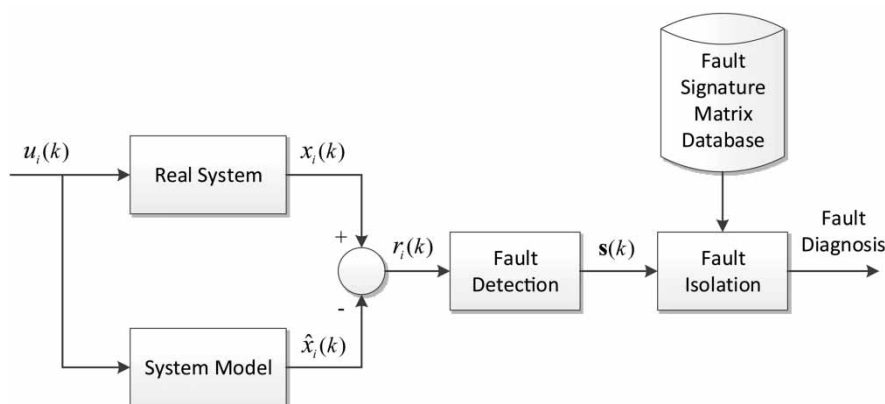 Fault
Signature
Matrix
Database
u_i(k)
Real System
x_i(k)
+
r_i(k)
Fault
Detection
s(k)
Fault
Isolation
Fault
Diagnosis
-
System Model
x̂_i(k)